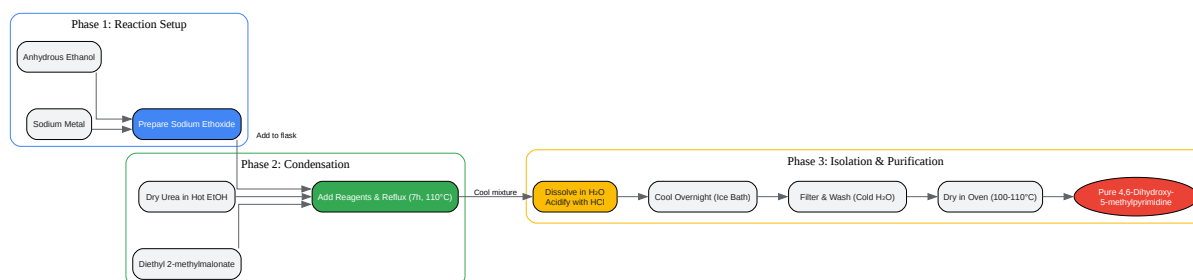 Phase 1: Reaction Setup
Anhydrous Ethanol
Sodium Metal
Prepare Sodium Ethoxide
Add to flask
Phase 2: Condensation
Dry Urea in Hot EtOH
Diethyl 2-methylmalonate
Add Reagents & Reflux (7h, 110°C)
Cool mixture
Phase 3: Isolation & Purification
Dissolve in H₂O
Acidify with HCl
Cool Overnight (Ice Bath)
Filter & Wash (Cold H₂O)
Dry in Oven (100-110°C)
Pure 4,6-Dihydroxy-
5-methylpyrimidine